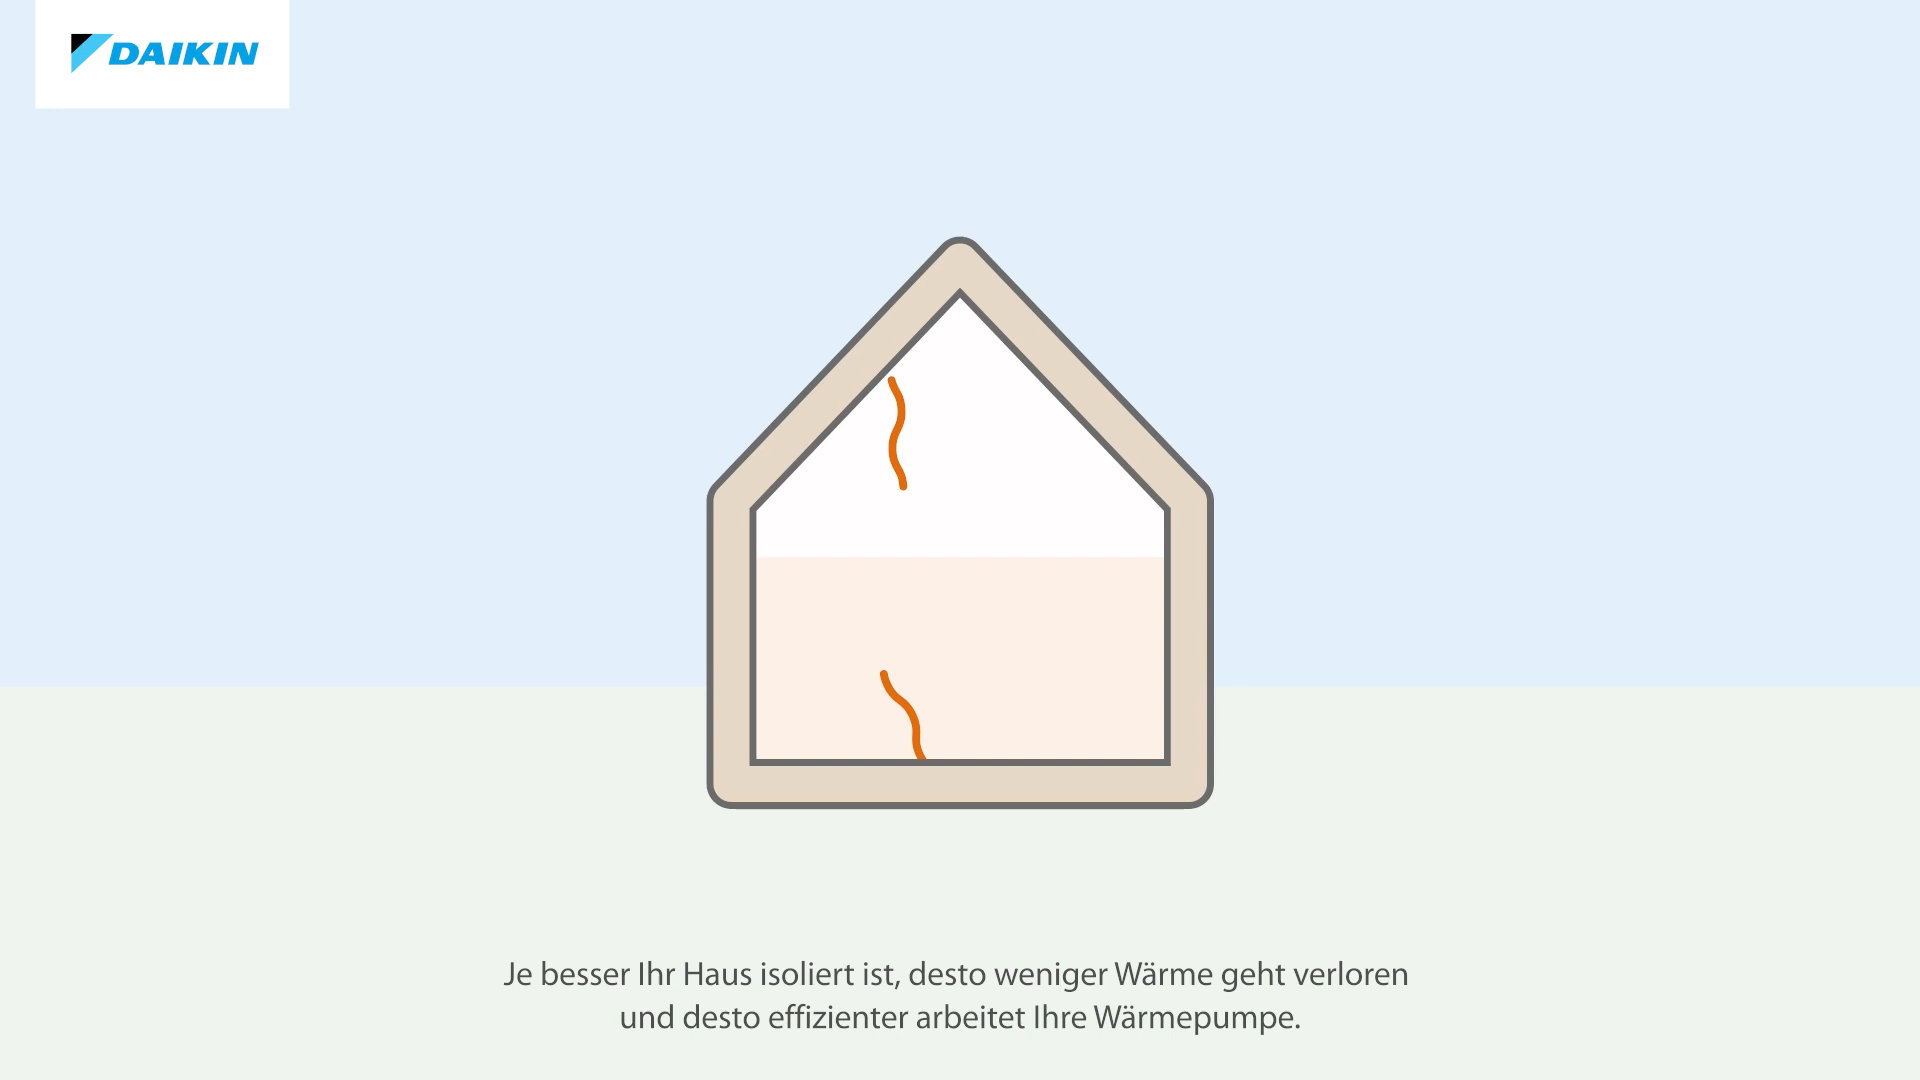 DAIKIN
Je besser Ihr Haus isoliert ist, desto weniger Wärme geht verloren
und desto effizienter arbeitet Ihre Wärmepumpe.